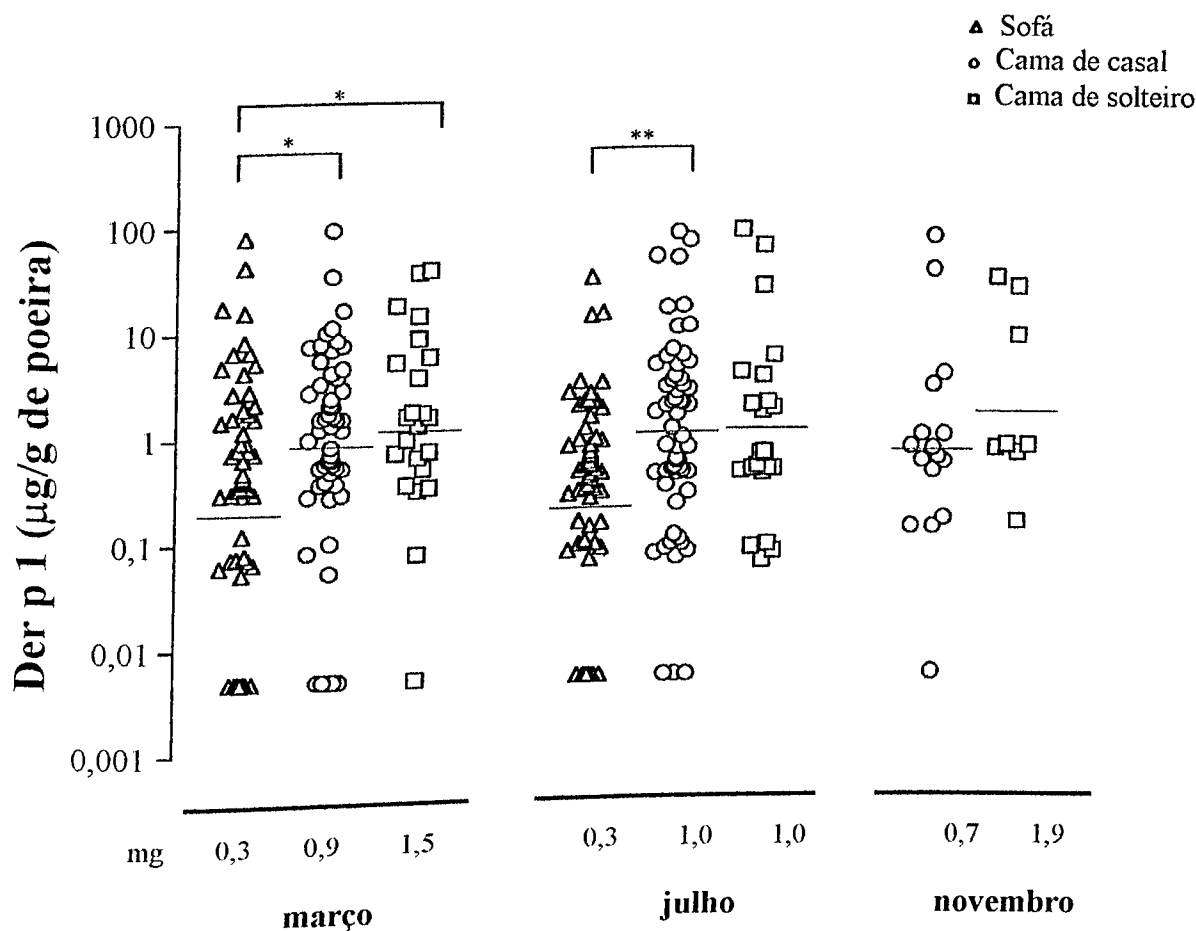 Sofá
Cama de casal
Cama de solteiro
*
*
**
1000
100
10
1
0,1
0,01
0,001
Der p 1 (µg/g de poeira)
mg 0,3 0,9 1,5 0,3 1,0 1,0 0,7 1,9
março julho novembro